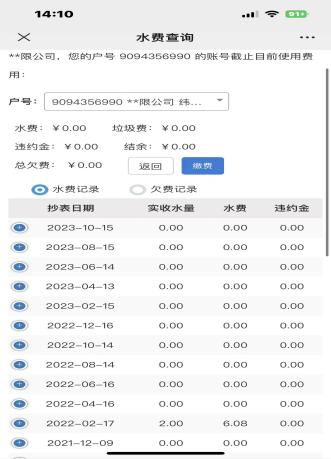 14:10
91
水费查询
**限公司，您的户号 9094356990 的账号截止目前使用费
用：
户号： 9094356990 **限公司 纬...
水费：￥0.00 垃圾费：￥0.00
违约金：￥0.00 结余：￥0.00
总欠费：￥0.00 返回 缴费
水费记录 欠费记录
抄表日期 实收水量 水费 违约金
2023-10-15 0.00 0.00 0.00
2023-08-15 0.00 0.00 0.00
2023-06-14 0.00 0.00 0.00
2023-04-13 0.00 0.00 0.00
2023-02-15 0.00 0.00 0.00
2022-12-16 0.00 0.00 0.00
2022-10-14 0.00 0.00 0.00
2022-08-14 0.00 0.00 0.00
2022-06-16 0.00 0.00 0.00
2022-04-16 0.00 0.00 0.00
2022-02-17 2.00 6.08 0.00
2021-12-09 0.00 0.00 0.00